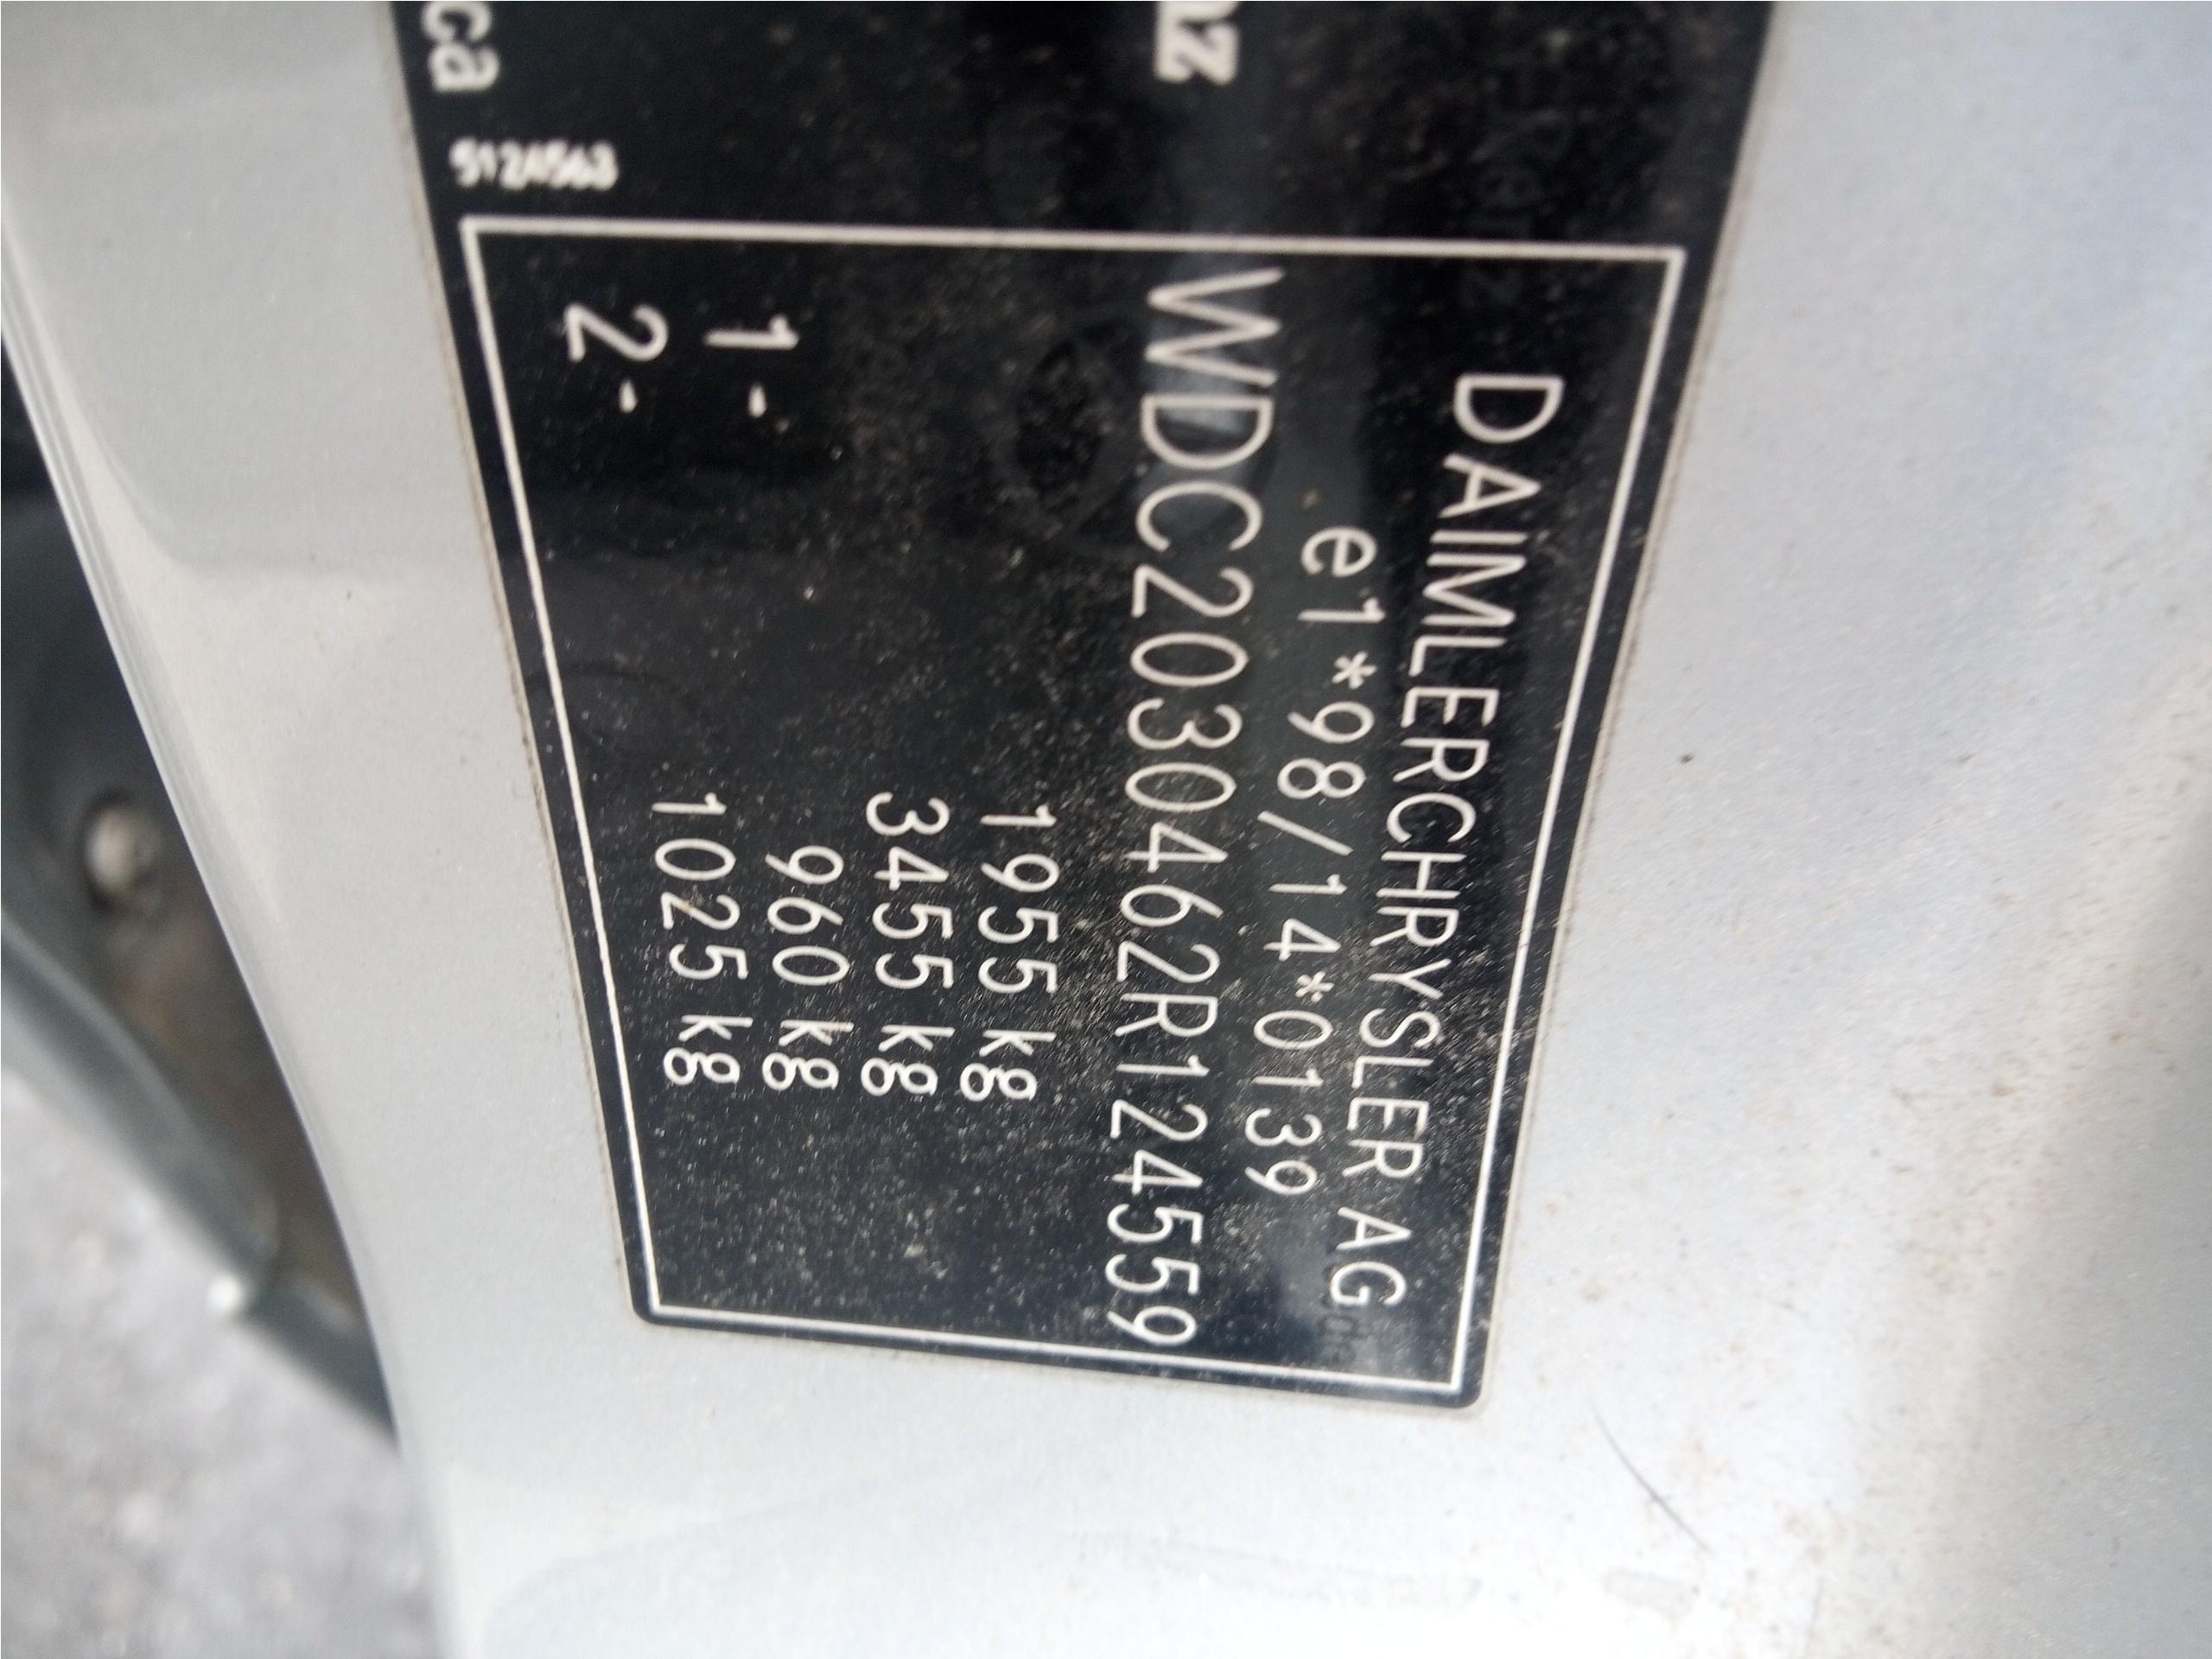 DAIMLERCHRYSLER AG
e1*98/14*0139
WDC2030462R124559
1955 kg
3455 kg
1- 960 kg
2- 1025 kg